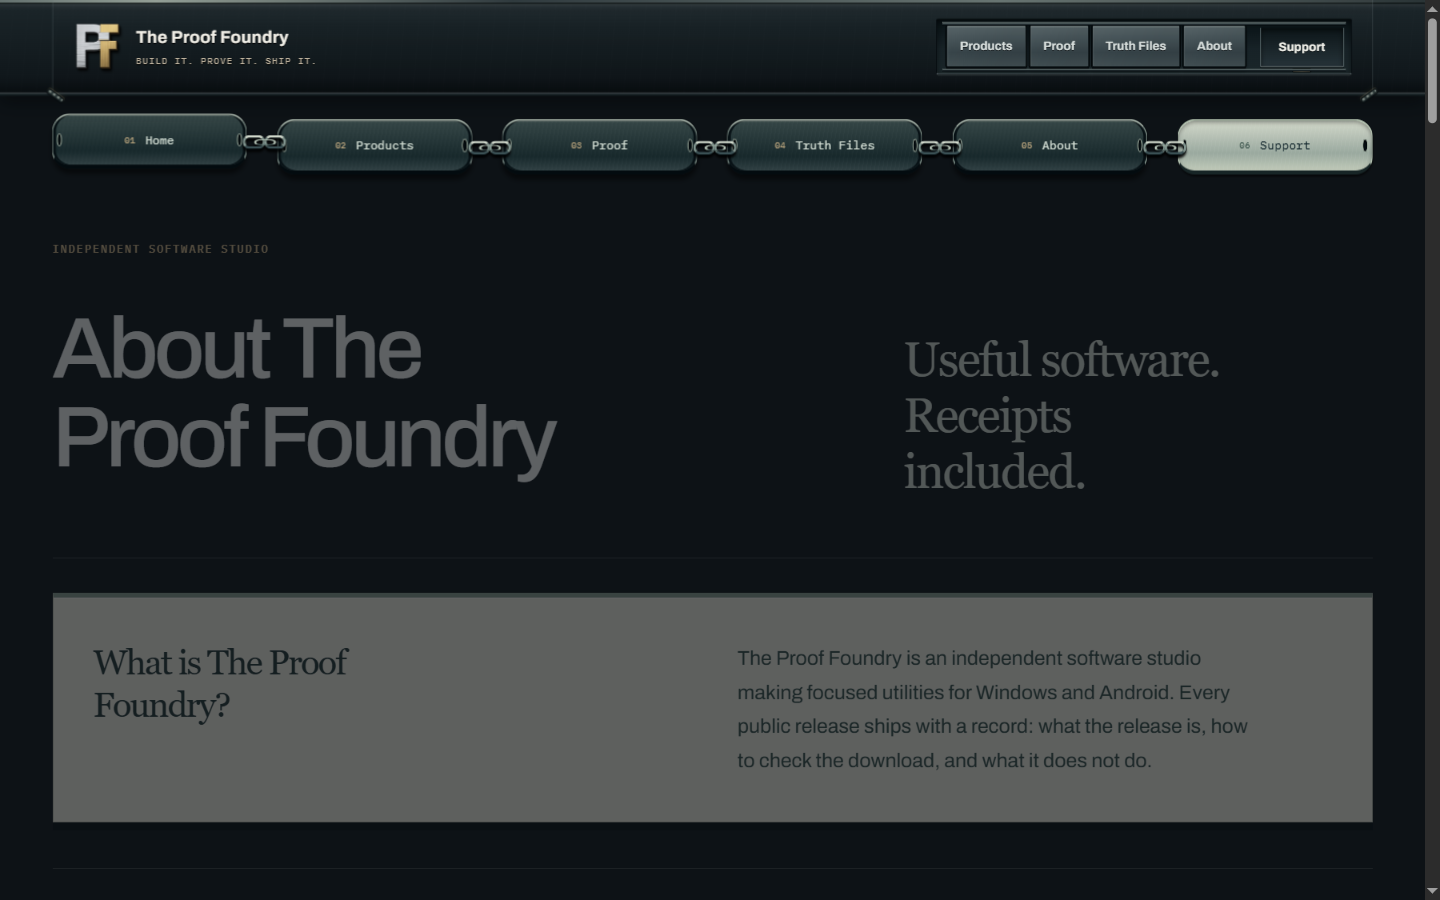 The Proof Foundry
BUILD IT. PROVE IT. SHIP IT.
Products Proof Truth Files About Support
01 Home 02 Products 03 Proof 04 Truth Files 05 About 06 Support
INDEPENDENT SOFTWARE STUDIO
About The
Proof Foundry
Useful software.
Receipts
included.
What is The Proof
Foundry?
The Proof Foundry is an independent software studio
making focused utilities for Windows and Android. Every
public release ships with a record: what the release is, how
to check the download, and what it does not do.